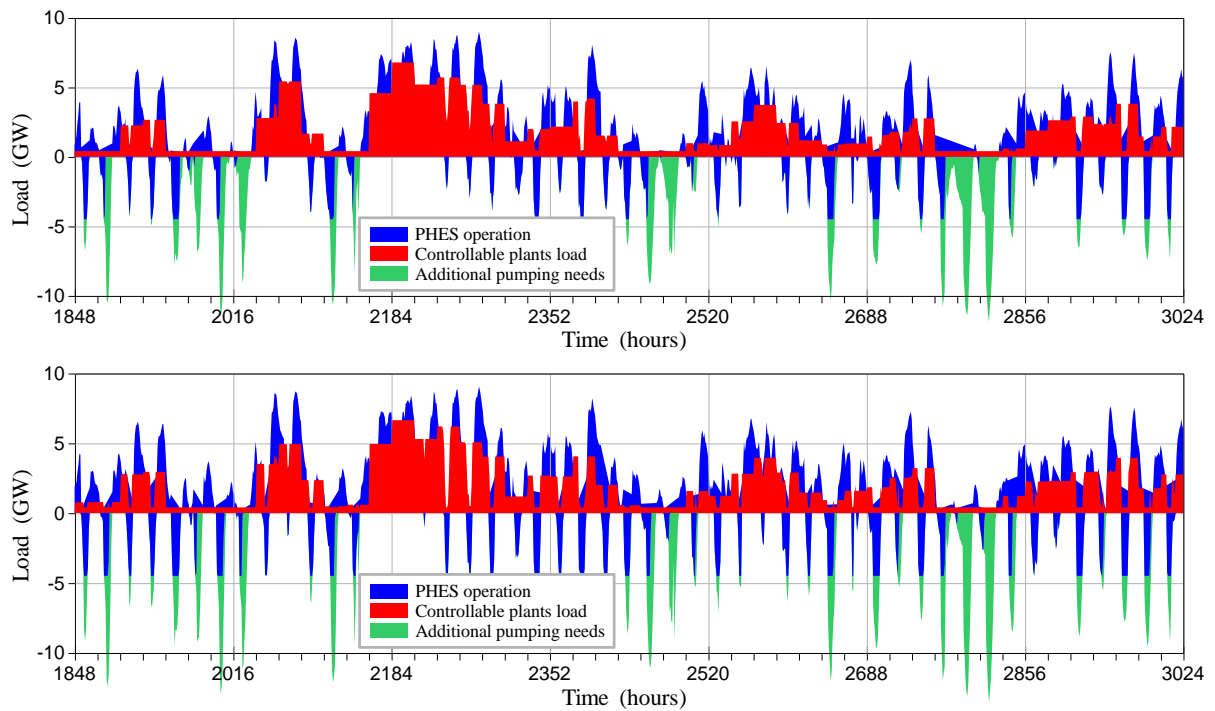 10
5
0
-5
-10
Load (GW)
PHES operation
Controllable plants load
Additional pumping needs
1848 2016 2184 2352 2520 2688 2856 3024
Time (hours)
10
5
0
-5
-10
Load (GW)
PHES operation
Controllable plants load
Additional pumping needs
1848 2016 2184 2352 2520 2688 2856 3024
Time (hours)